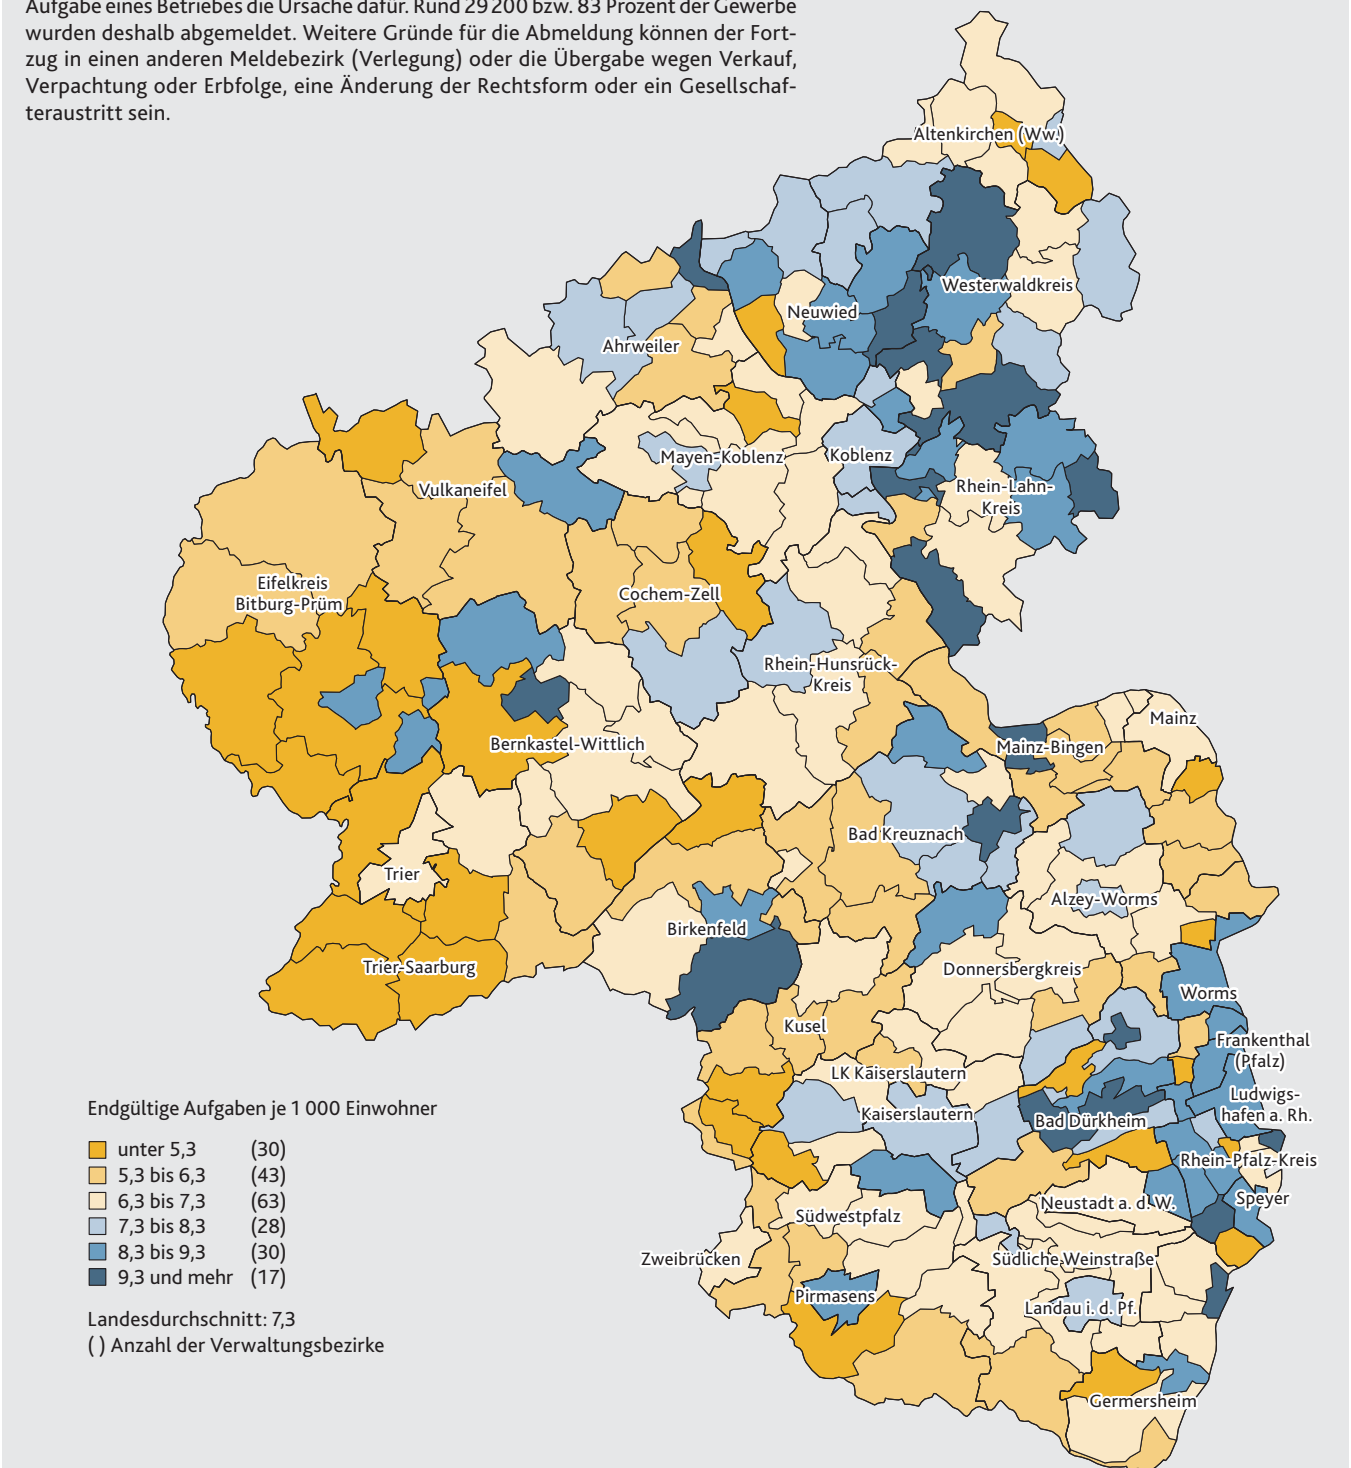 Aufgabe eines Betriebes die Ursache dafür. Rund 29 200 bzw. 83 Prozent der Gewerbe
wurden deshalb abgemeldet. Weitere Gründe für die Abmeldung können der Fort-
zug in einen anderen Meldebezirk (Verlegung) oder die Übergabe wegen Verkauf,
Verpachtung oder Erbfolge, eine Änderung der Rechtsform oder ein Gesellschaf-
teraustritt sein.
Altenkirchen (Ww.)
Westerwaldkreis
Neuwied
Ahrweiler
Mayen-Koblenz
Koblenz
Vulkaneifel
Rhein-Lahn-
Kreis
Eifelkreis
Bitburg-Prüm
Cochem-Zell
Rhein-Hunsrück-
Kreis
Mainz
Bernkastel-Wittlich
Mainz-Bingen
Bad Kreuznach
Trier
Alzey-Worms
Birkenfeld
Trier-Saarburg
Donnersbergkreis
Worms
Kusel
Frankenthal
(Pfalz)
LK Kaiserslautern
Ludwigs-
hafen a. Rh.
Kaiserslautern
Bad Dürkheim
Rhein-Pfalz-Kreis
Neustadt a. d. W.
Speyer
Südwestpfalz
Zweibrücken
Südliche Weinstraße
Pirmasens
Landau i. d. Pf.
Germersheim
Endgültige Aufgaben je 1 000 Einwohner
unter 5,3 (30)
5,3 bis 6,3 (43)
6,3 bis 7,3 (63)
7,3 bis 8,3 (28)
8,3 bis 9,3 (30)
9,3 und mehr (17)
Landesdurchschnitt: 7,3
( ) Anzahl der Verwaltungsbezirke